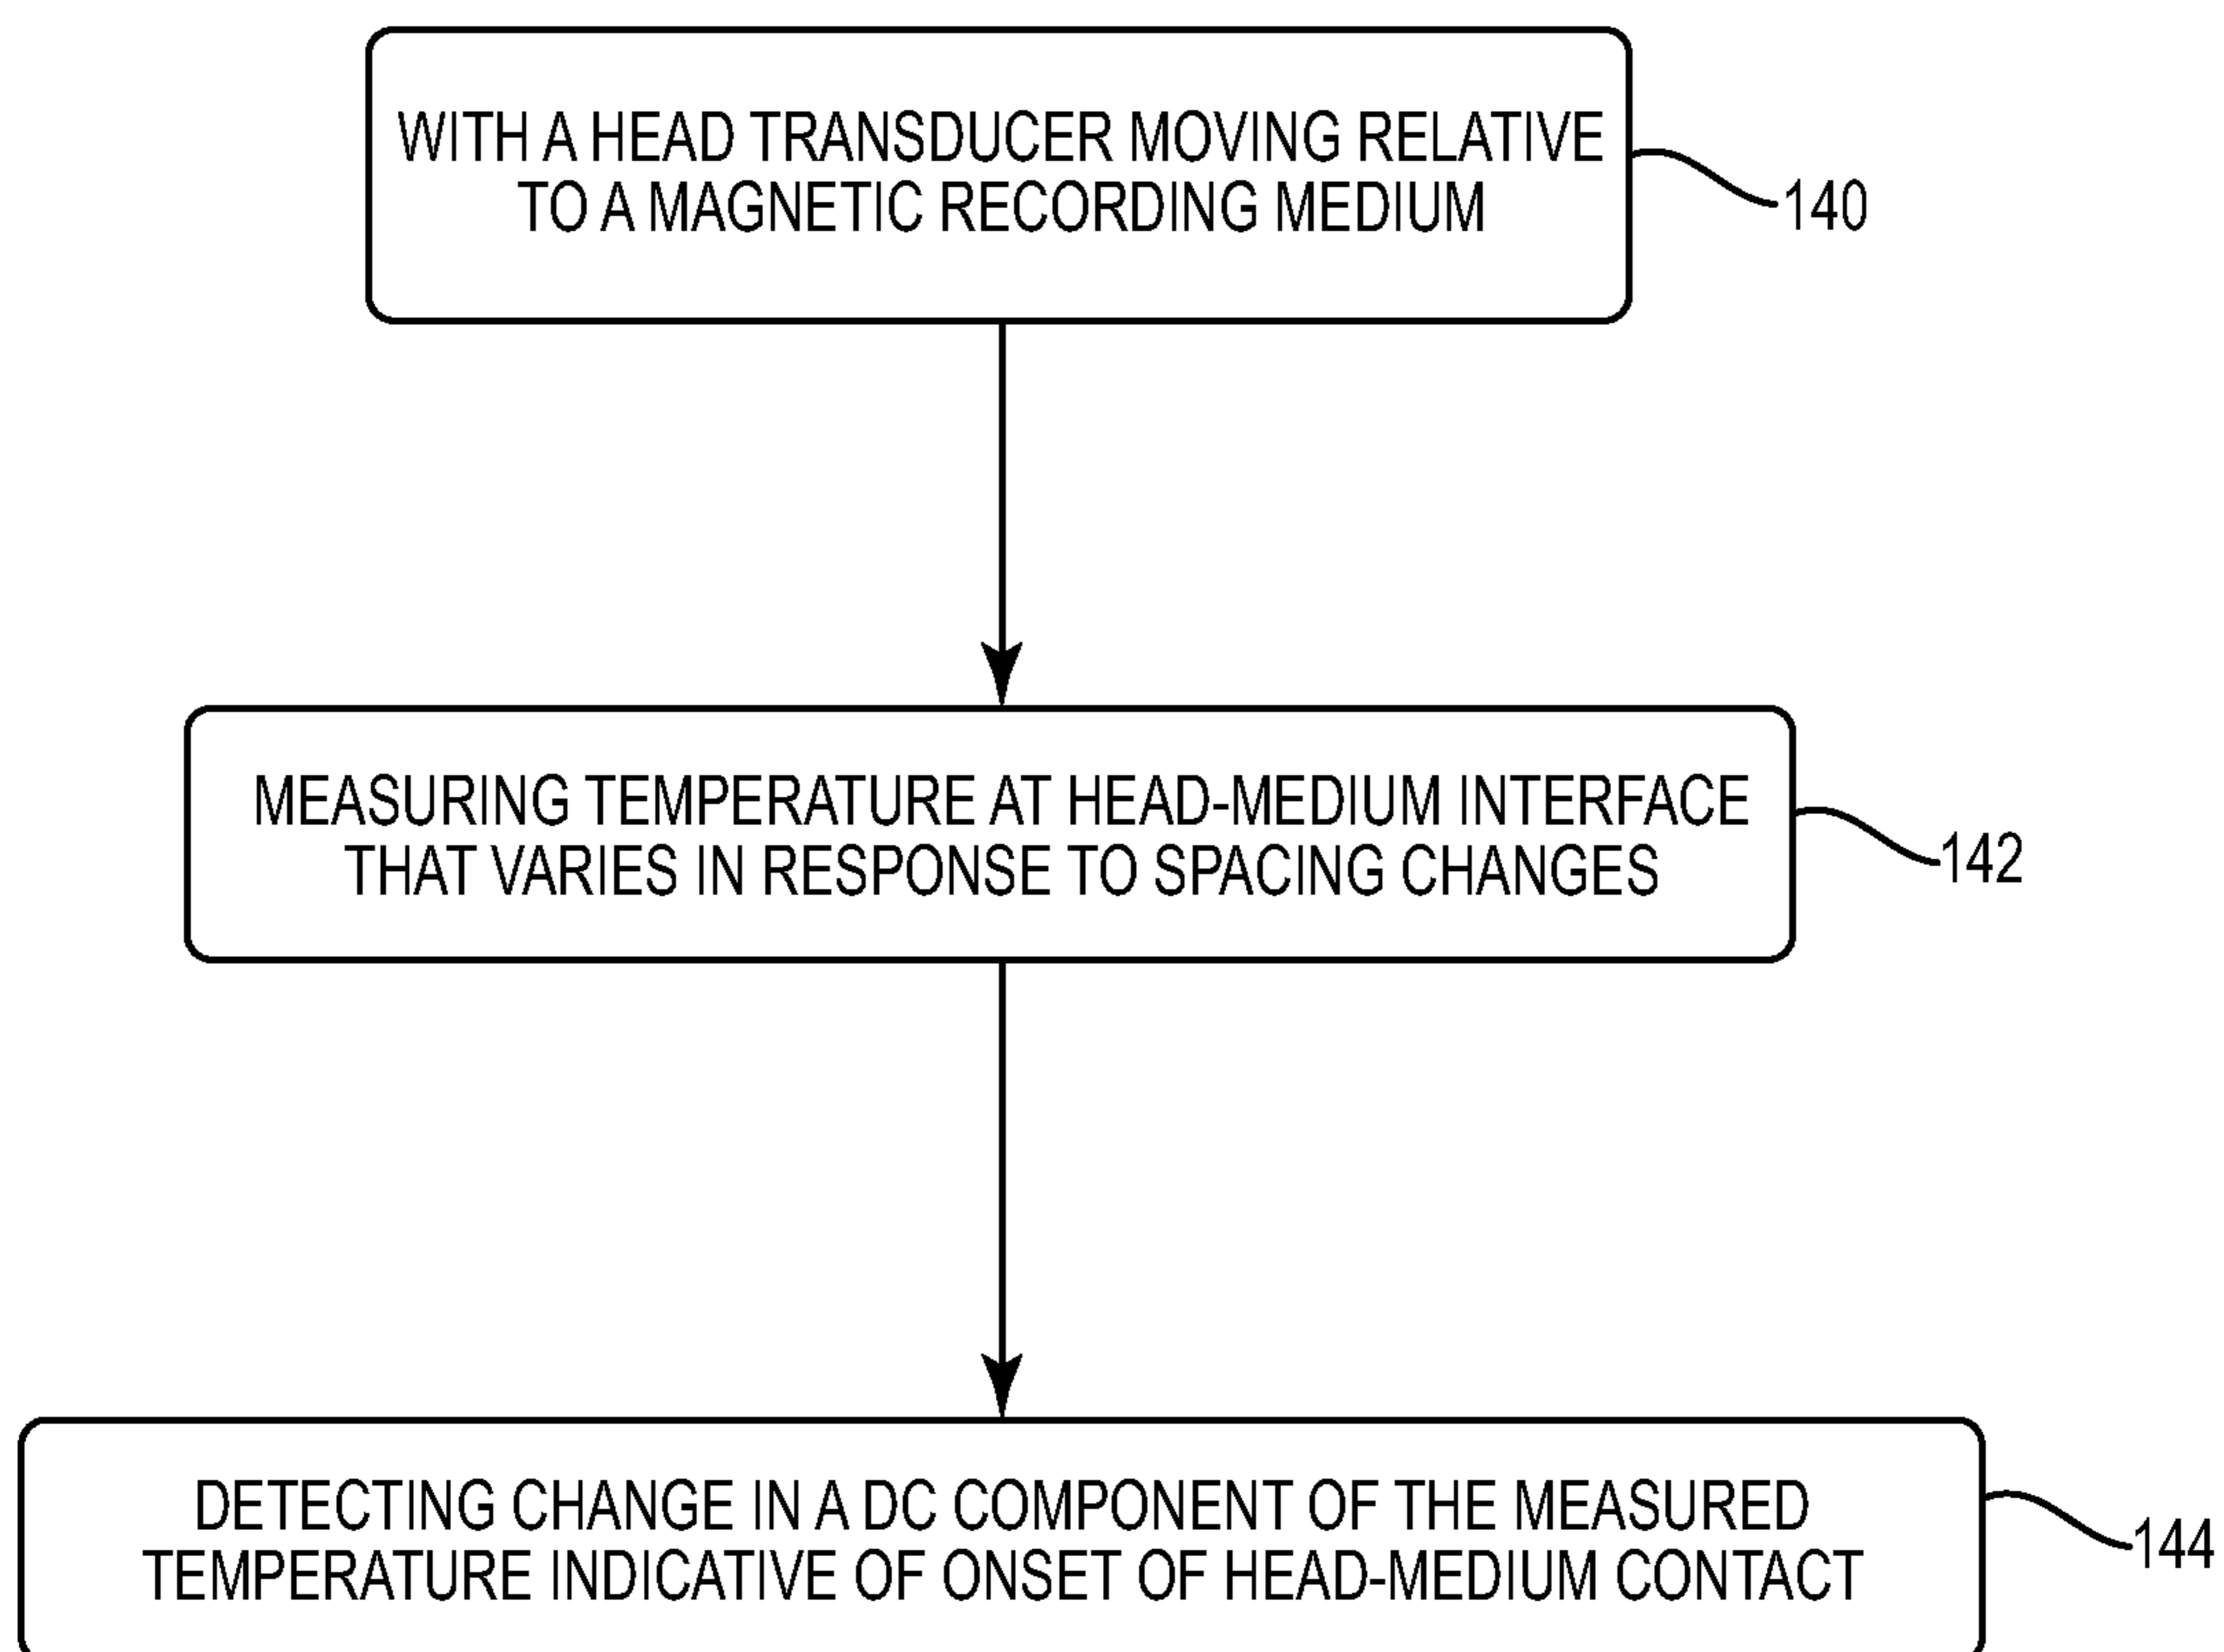 WITH A HEAD TRANSDUCER MOVING RELATIVE
TO A MAGNETIC RECORDING MEDIUM
140
MEASURING TEMPERATURE AT HEAD-MEDIUM INTERFACE
THAT VARIES IN RESPONSE TO SPACING CHANGES
142
DETECTING CHANGE IN A DC COMPONENT OF THE MEASURED
TEMPERATURE INDICATIVE OF ONSET OF HEAD-MEDIUM CONTACT
144